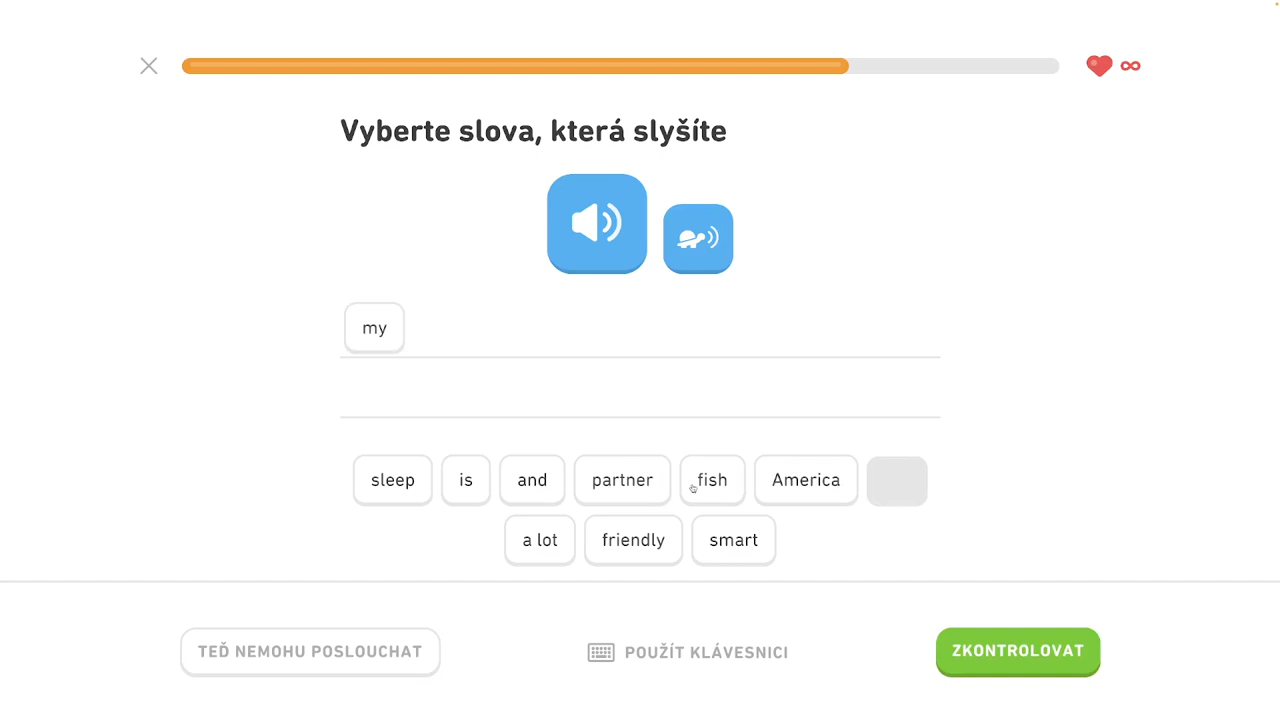 Vyberte slova, která slyšíte
my
sleep is and partner fish America
a lot friendly smart
TEĎ NEMOHU POSLOUCHAT POUŽÍT KLÁVESNICI ZKONTROLOVAT